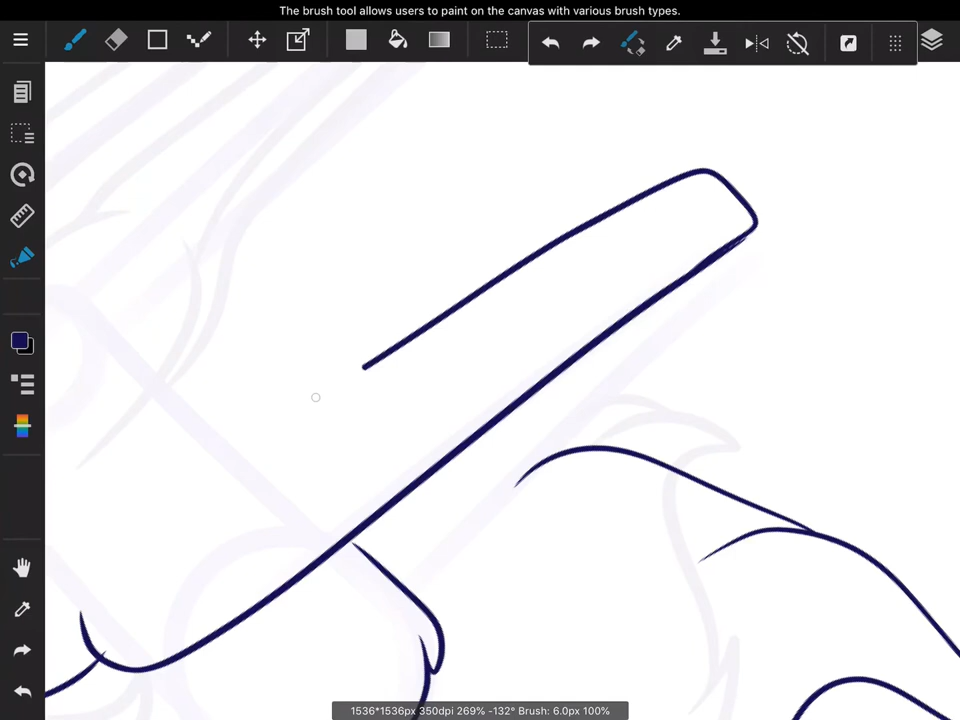 The brush tool allows users to paint on the canvas with various brush types.
1536*1536px 350dpi 269% -132° Brush: 6.0px 100%